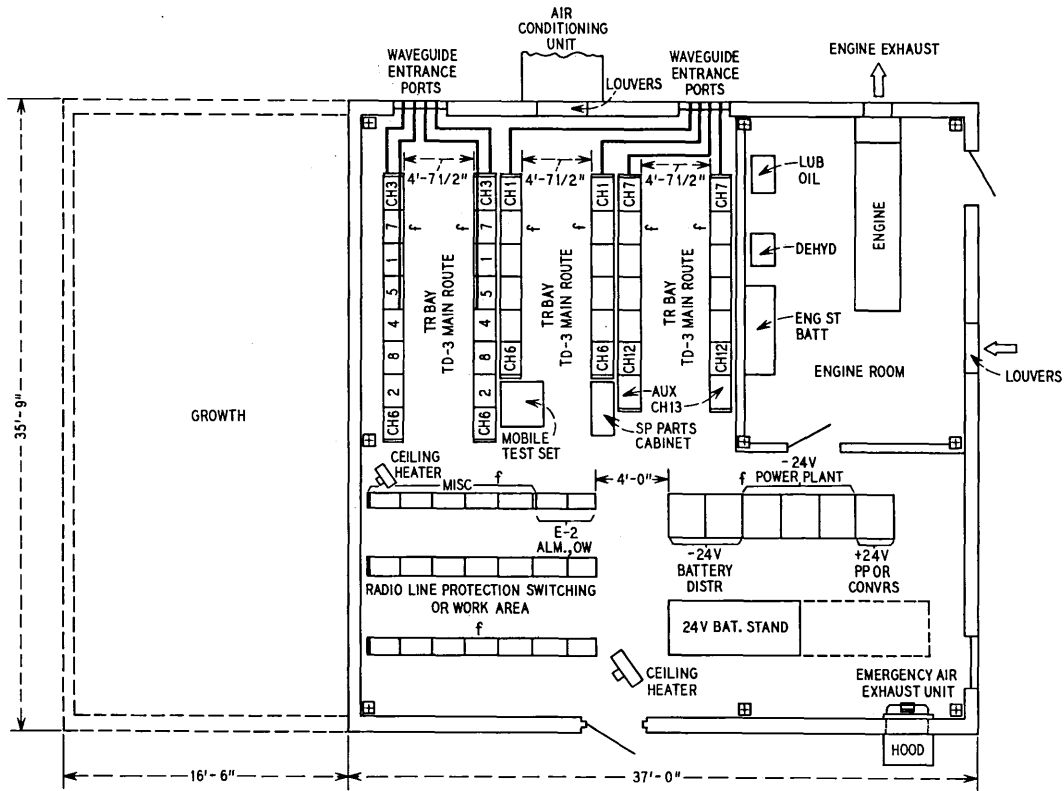 AIR
CONDITIONING
UNIT
WAVEGUIDE
ENTRANCE
PORTS
LOUVERS
WAVEGUIDE
ENTRANCE
PORTS
ENGINE EXHAUST
4'-7 1/2"
4'-7 1/2"
4'-7 1/2"
CH3
7
1
5
4
8
2
CH6
f
f
TR BAY
TD-3 MAIN ROUTE
CH3
7
1
5
4
8
2
CH6
CH1
CH6
f
f
TR BAY
TD-3 MAIN ROUTE
CH1
CH6
CH7
CH12
f
f
TR BAY
TD-3 MAIN ROUTE
CH7
CH12
LUB
OIL
DEHYD
ENG ST
BATT
ENGINE
ENGINE ROOM
LOUVERS
35'-9"
GROWTH
MOBILE
TEST SET
AUX
CH13
SP PARTS
CABINET
CEILING
HEATER
MISC
f
4'-0"
-24V
f POWER PLANT
E-2
ALM., OW
-24V
BATTERY
DISTR
+24V
PP OR
CONVRS
RADIO LINE PROTECTION SWITCHING
OR WORK AREA
f
24V BAT. STAND
CEILING
HEATER
EMERGENCY AIR
EXHAUST UNIT
HOOD
16'-6"
37'-0"